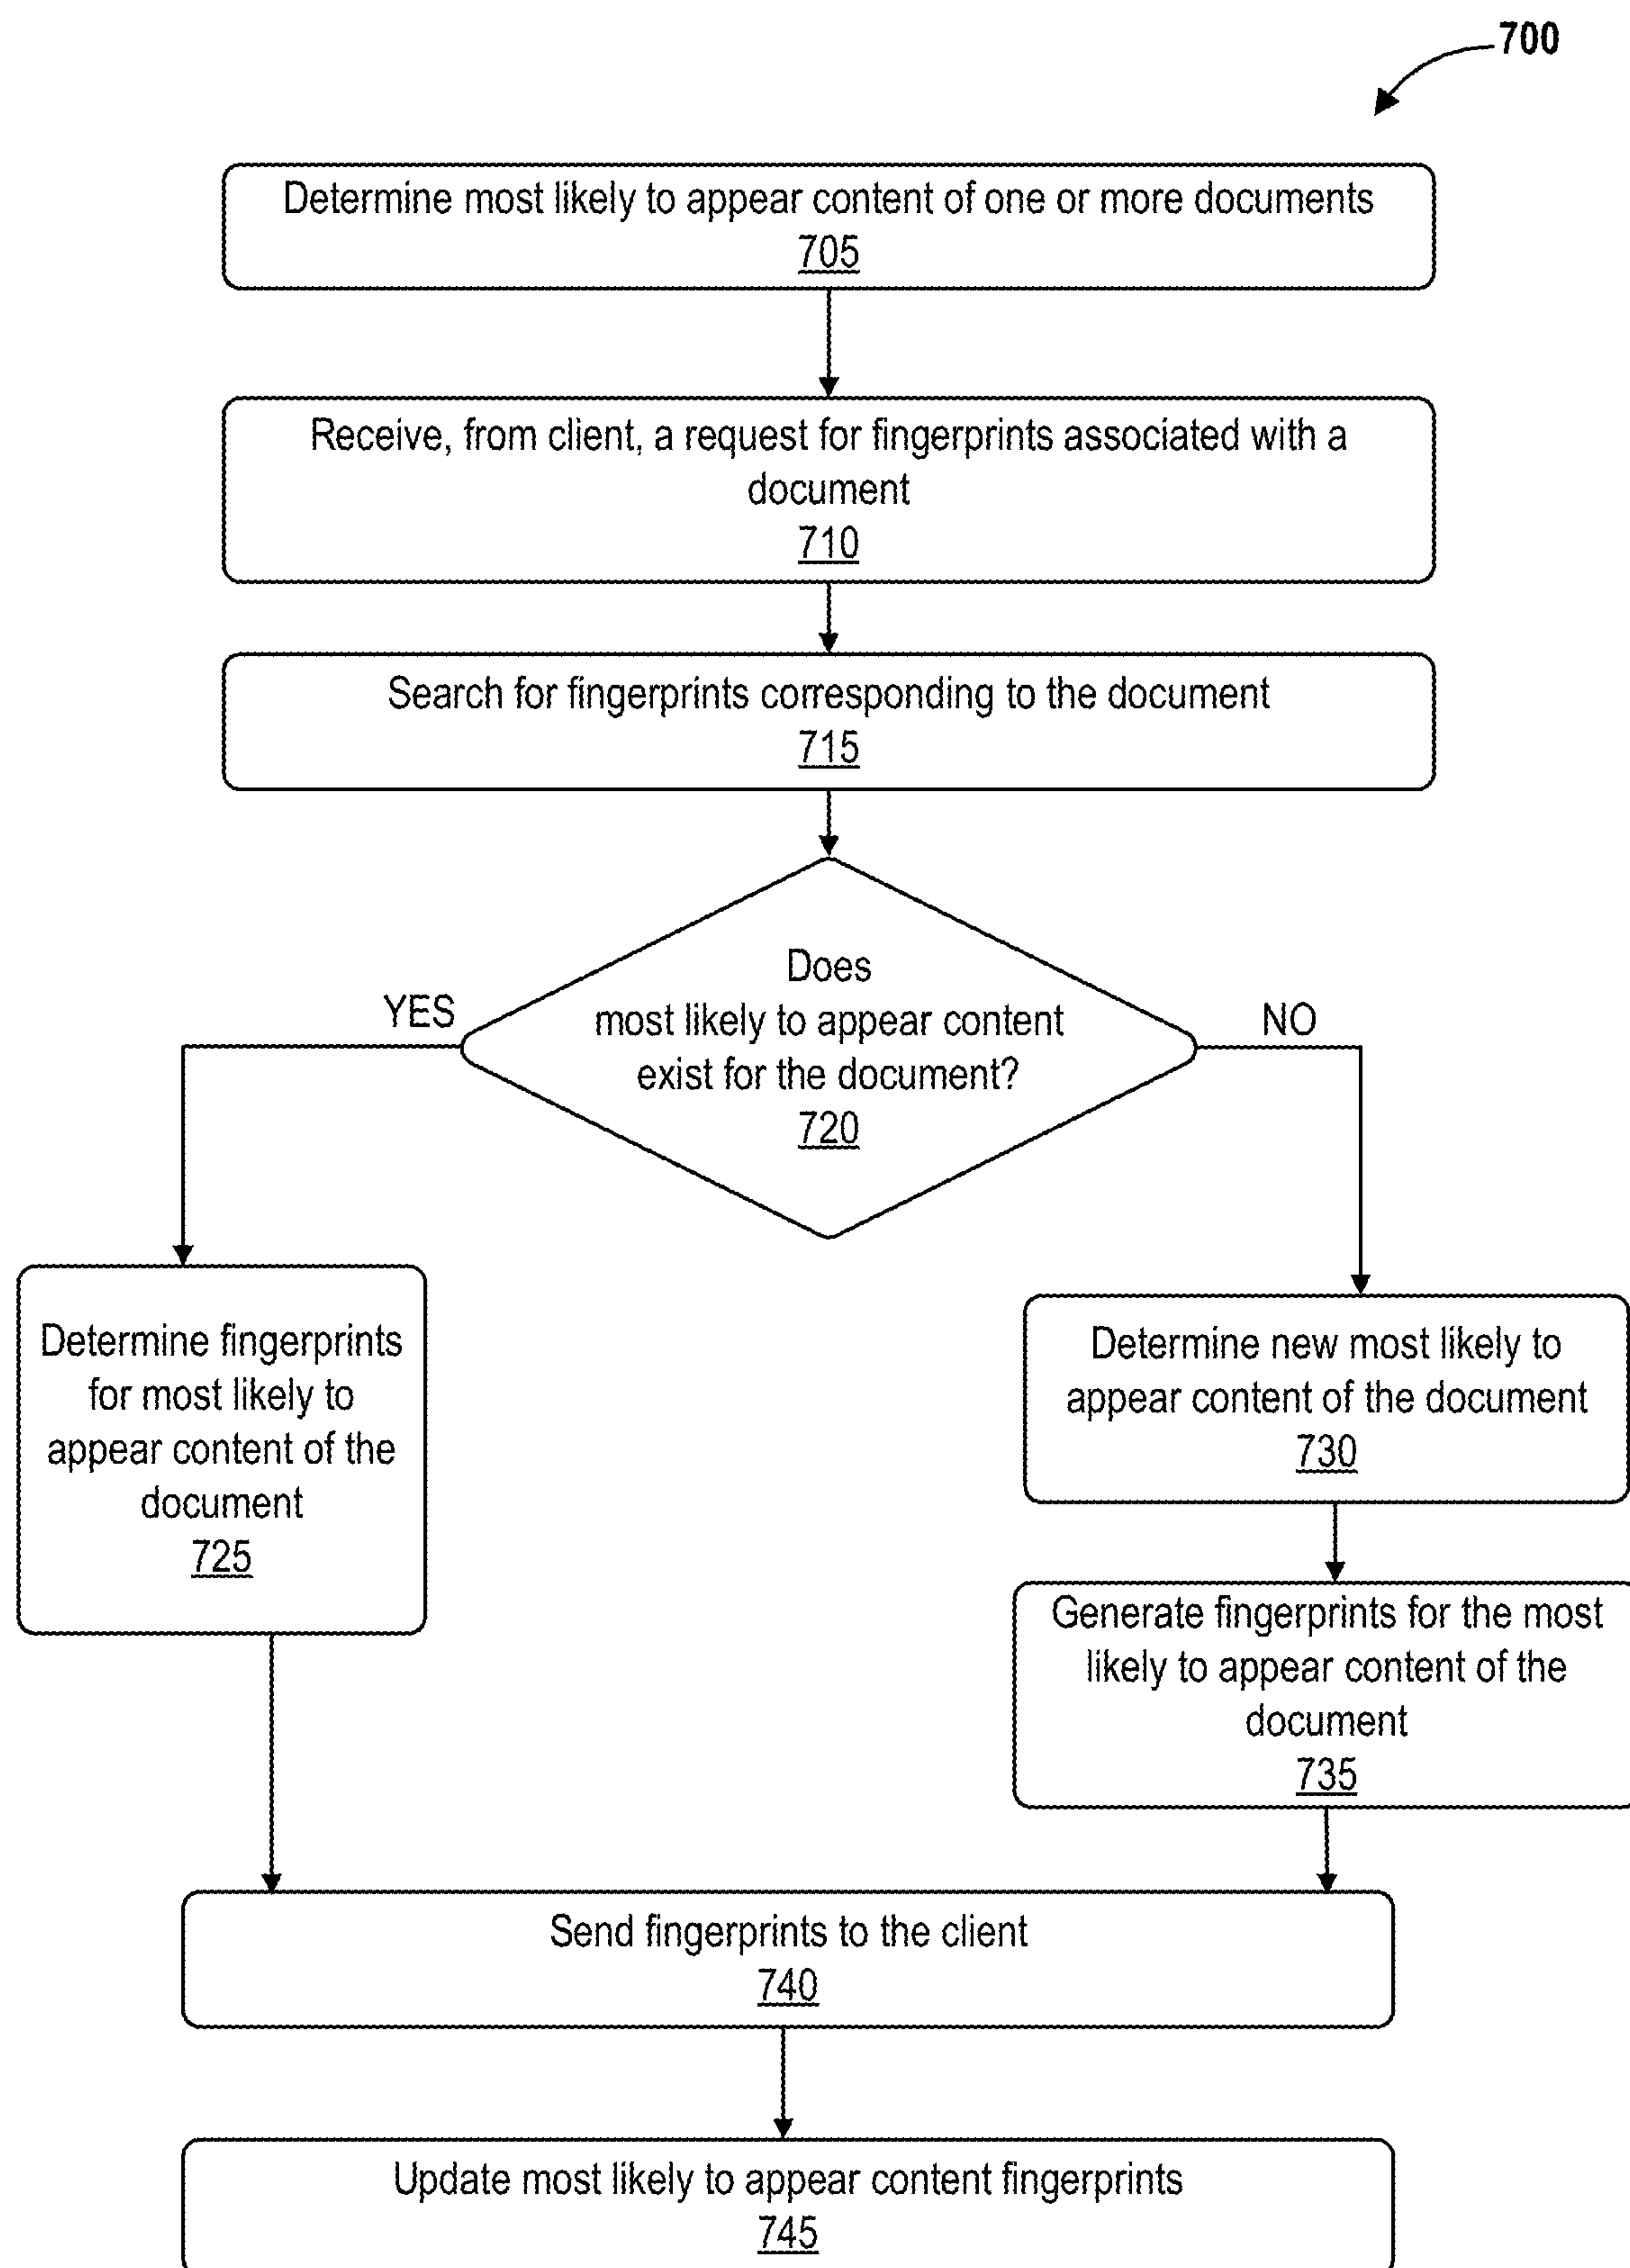 700
Determine most likely to appear content of one or more documents
705
Receive, from client, a request for fingerprints associated with a
document
710
Search for fingerprints corresponding to the document
715
Does
most likely to appear content
exist for the document?
720
YES
NO
Determine fingerprints
for most likely to
appear content of the
document
725
Determine new most likely to
appear content of the document
730
Generate fingerprints for the most
likely to appear content of the
document
735
Send fingerprints to the client
740
Update most likely to appear content fingerprints
745